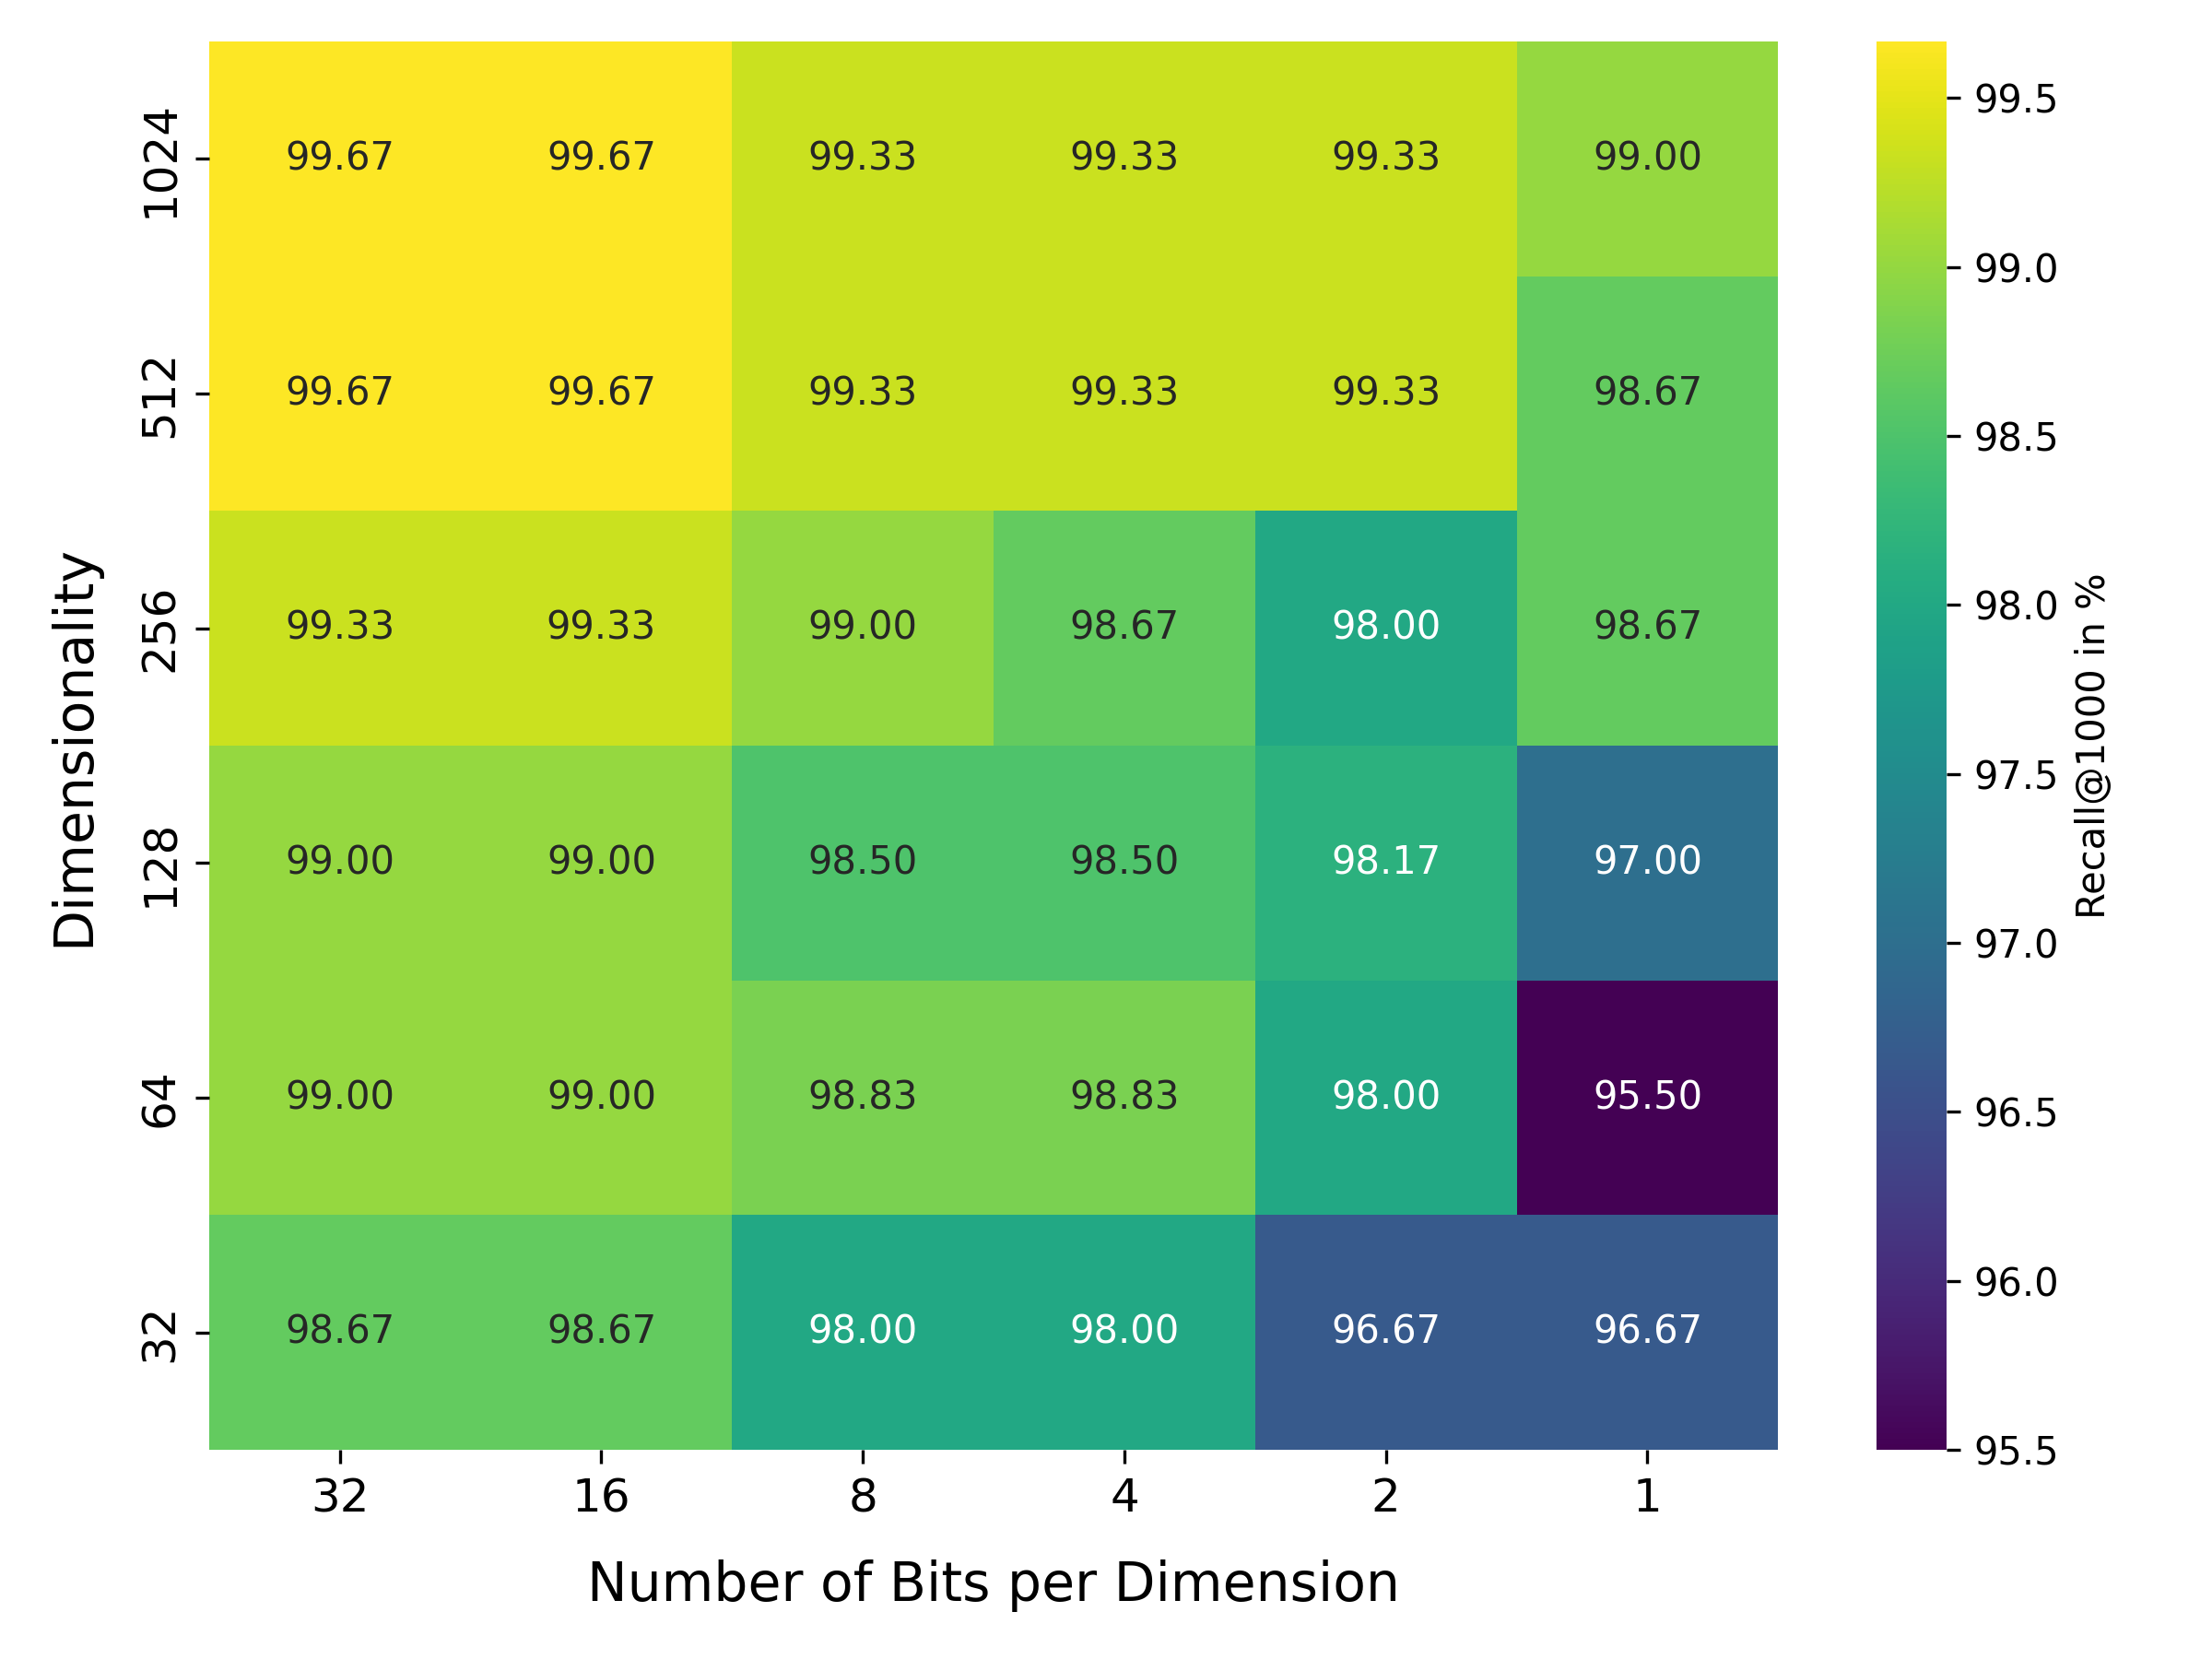 1024 99.67 99.67 99.33 99.33 99.33 99.00
512 99.67 99.67 99.33 99.33 99.33 98.67
256 99.33 99.33 99.00 98.67 98.00 98.67
128 99.00 99.00 98.50 98.50 98.17 97.00
64 99.00 99.00 98.83 98.83 98.00 95.50
32 98.67 98.67 98.00 98.00 96.67 96.67
Dimensionality
32 16 8 4 2 1
Number of Bits per Dimension
99.5
99.0
98.5
98.0
97.5
97.0
96.5
96.0
95.5
Recall@1000 in %